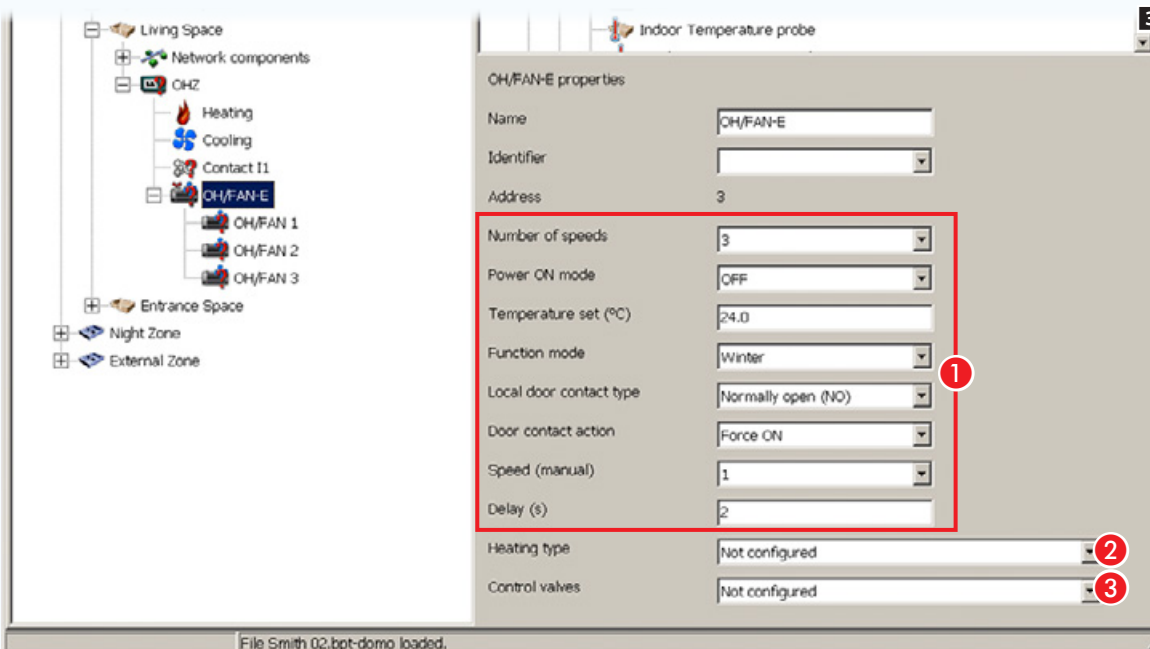 Living Space
Network components
OHZ
Heating
Cooling
Contact I1
OH/FAN-E
OH/FAN 1
OH/FAN 2
OH/FAN 3
Entrance Space
Night Zone
External Zone
Indoor Temperature probe
3
OH/FAN-E properties
Name OH/FAN-E
Identifier
Address 3
Number of speeds 3
Power ON mode OFF
Temperature set (ºC) 24.0
Function mode Winter
1
Local door contact type Normally open (NO)
Door contact action Force ON
Speed (manual) 1
Delay (s) 2
Heating type Not configured 2
Control valves Not configured 3
File Smith 02.bpt-domo loaded.